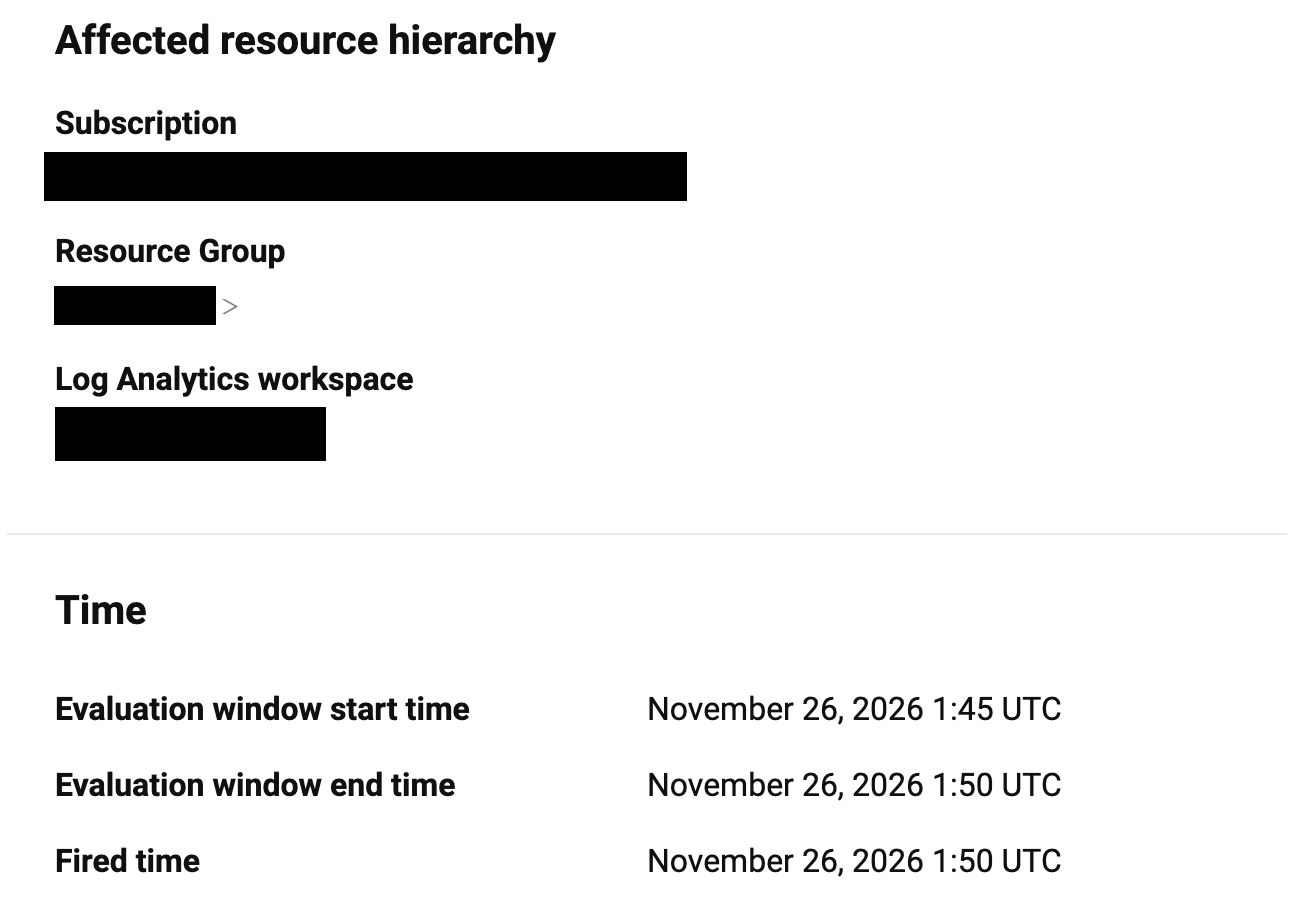 Affected resource hierarchy
Subscription
Resource Group
>
Log Analytics workspace
Time
Evaluation window start time November 26, 2026 1:45 UTC
Evaluation window end time November 26, 2026 1:50 UTC
Fired time November 26, 2026 1:50 UTC